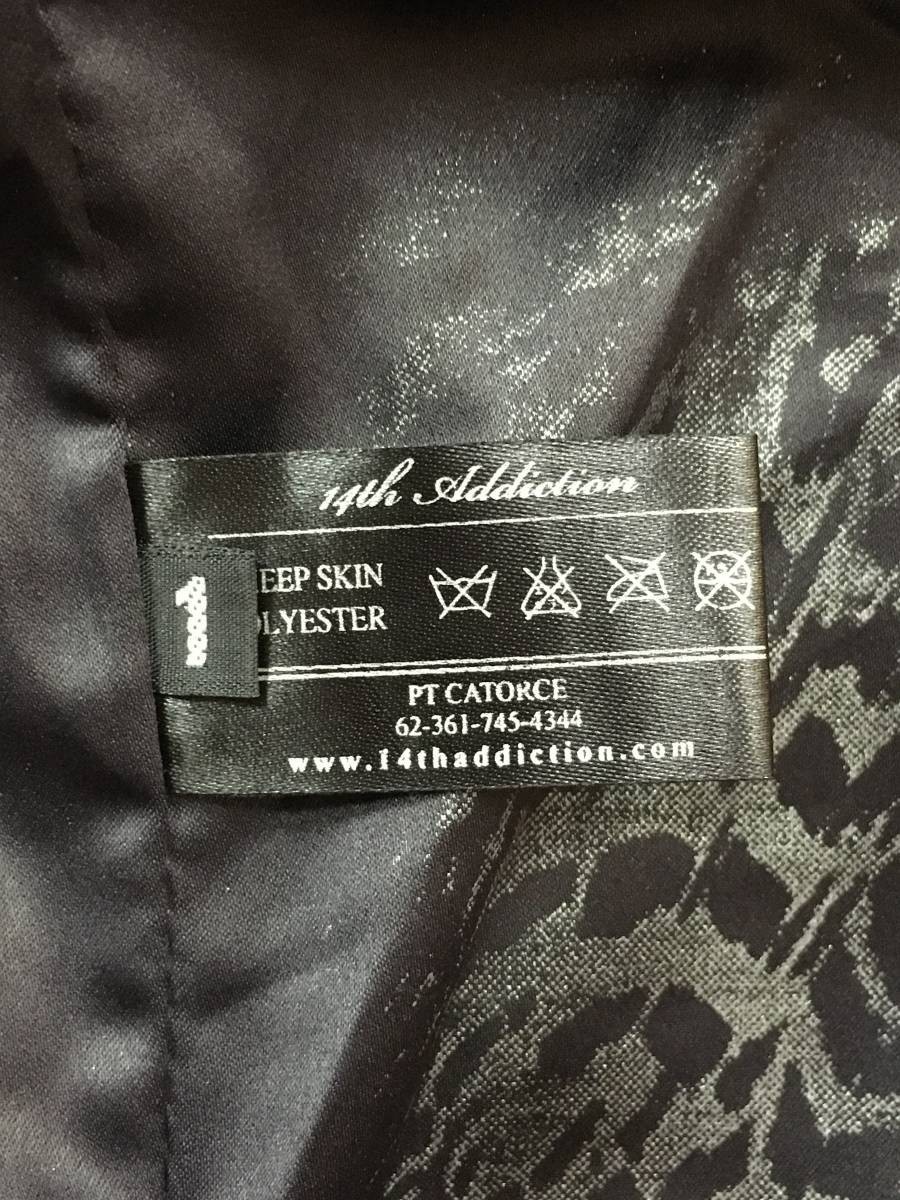 14th Addiction
1
EEP SKIN
LYESTER
PT CATORCE
62-361-745-4344
www.14thaddiction.com